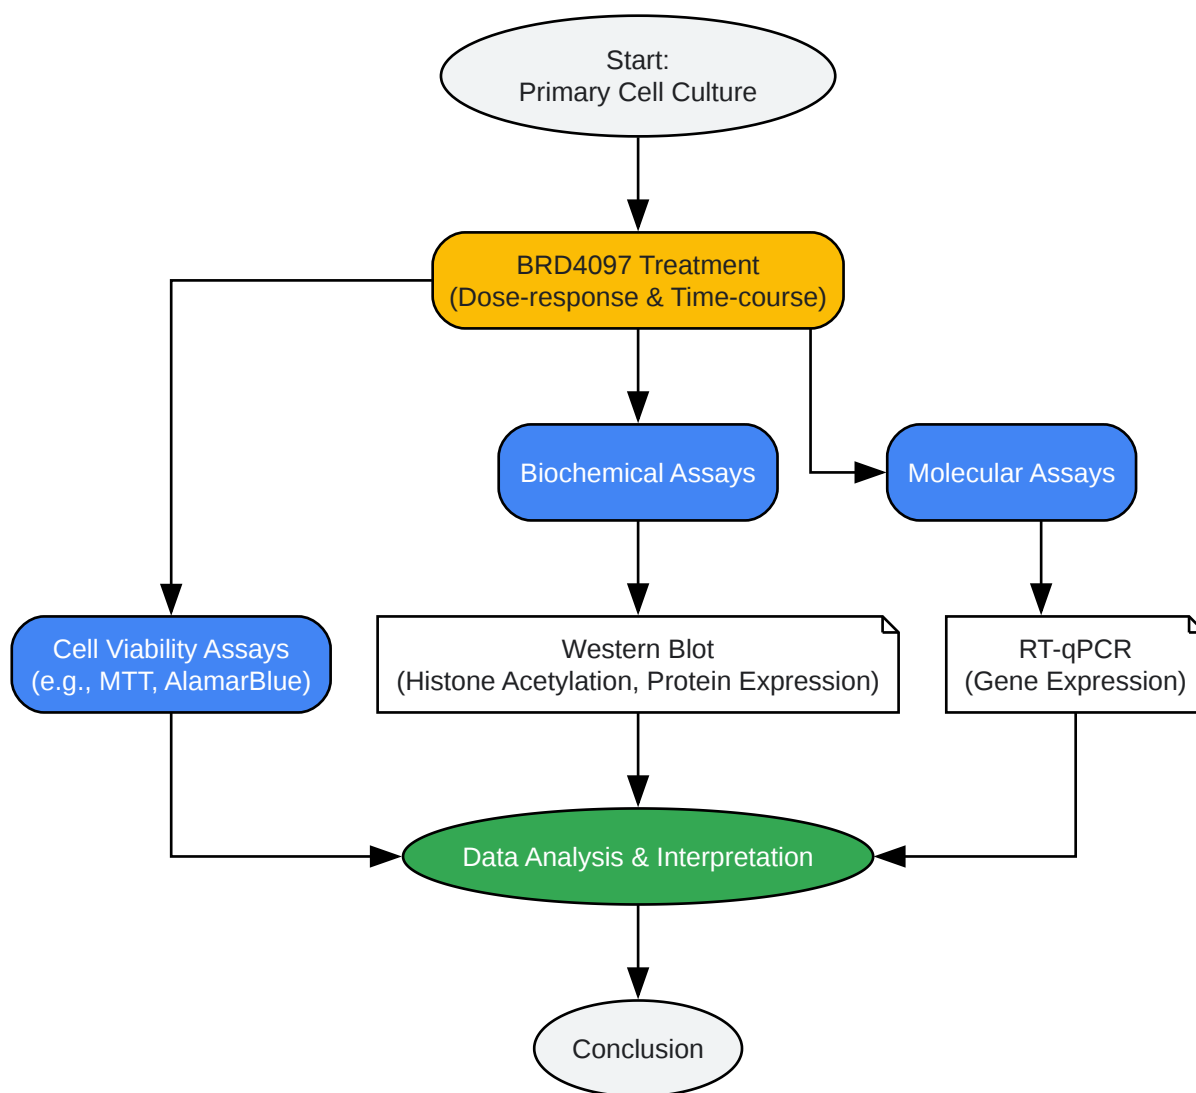 Start:
Primary Cell Culture
BRD4097 Treatment
(Dose-response & Time-course)
Biochemical Assays
Molecular Assays
Cell Viability Assays
(e.g., MTT, AlamarBlue)
Western Blot
(Histone Acetylation, Protein Expression)
RT-qPCR
(Gene Expression)
Data Analysis & Interpretation
Conclusion